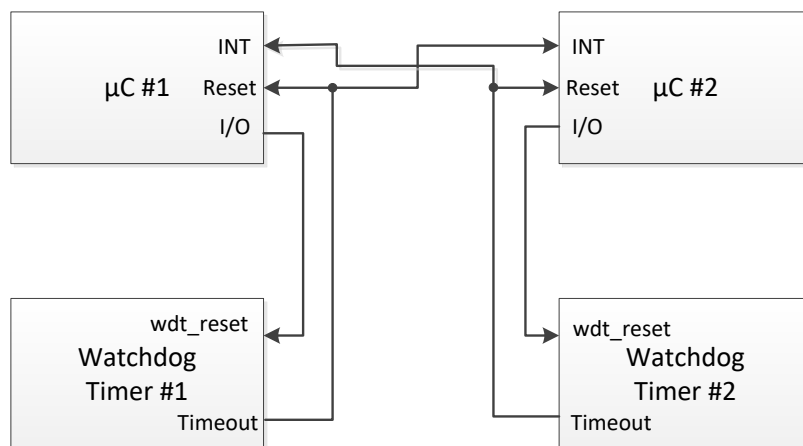 INT
µC #1
Reset
I/O
INT
Reset
µC #2
I/O
wdt_reset
Watchdog
Timer #1
Timeout
wdt_reset
Watchdog
Timer #2
Timeout